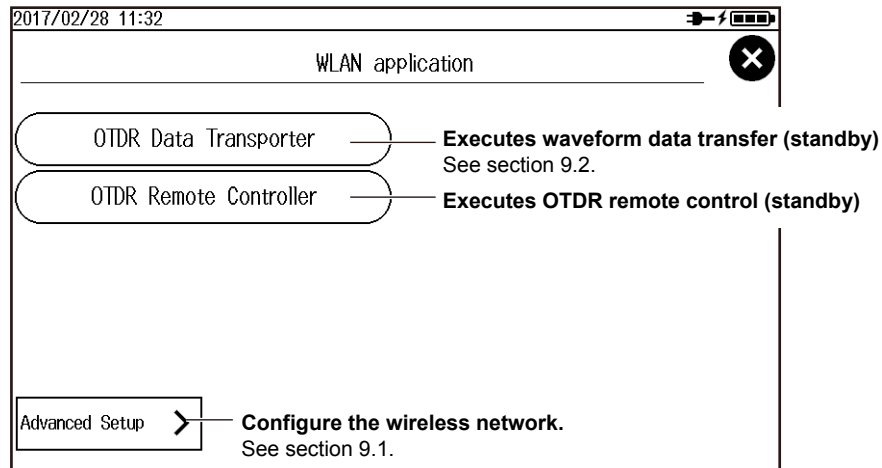 2017/02/28 11:32
WLAN application
OTDR Data Transporter
Executes waveform data transfer (standby)
See section 9.2.
OTDR Remote Controller
Executes OTDR remote control (standby)
Advanced Setup
Configure the wireless network.
See section 9.1.